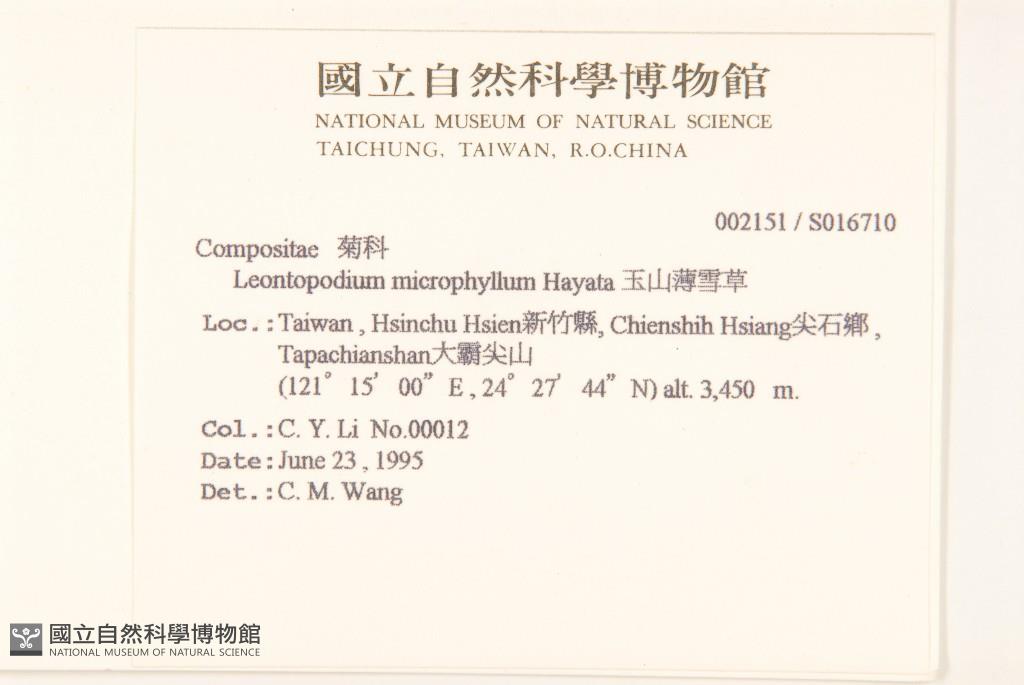 國立自然科學博物館
NATIONAL MUSEUM OF NATURAL SCIENCE
TAICHUNG, TAIWAN, R.O.CHINA
002151 / S016710
Compositae 菊科
Leontopodium microphyllum Hayata 玉山薄雪草
Loc.:Taiwan , Hsinchu Hsien新竹縣, Chienshih Hsiang尖石鄉 ,
Tapachianshan大霸尖山
(121° 15' 00" E , 24° 27' 44" N) alt. 3,450 m.
Col.:C. Y. Li No.00012
Date:June 23 , 1995
Det.:C. M. Wang
國立自然科學博物館
NATIONAL MUSEUM OF NATURAL SCIENCE